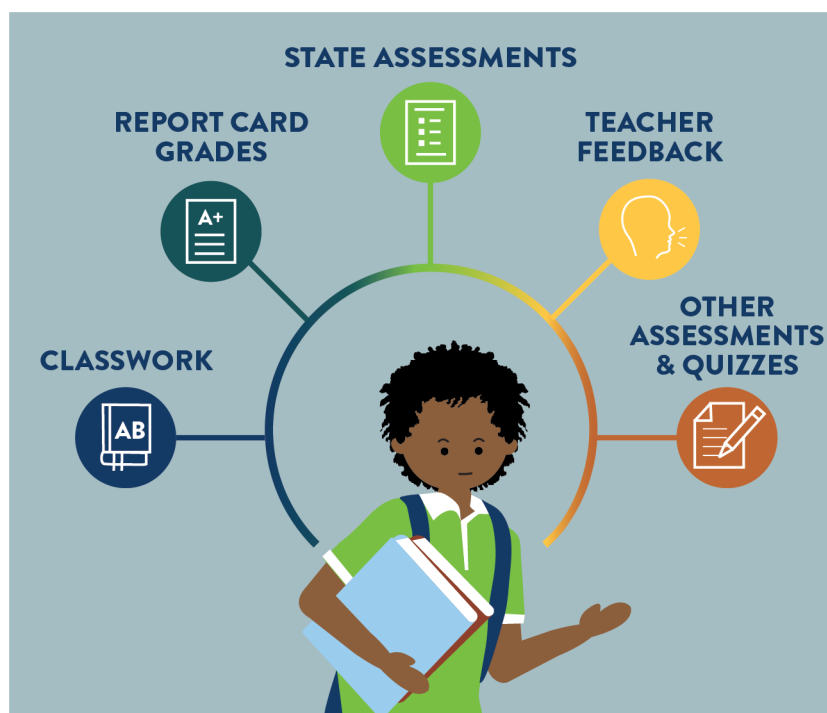 STATE ASSESSMENTS
REPORT CARD
GRADES
A+
TEACHER
FEEDBACK
CLASSWORK
AB
OTHER
ASSESSMENTS
& QUIZZES